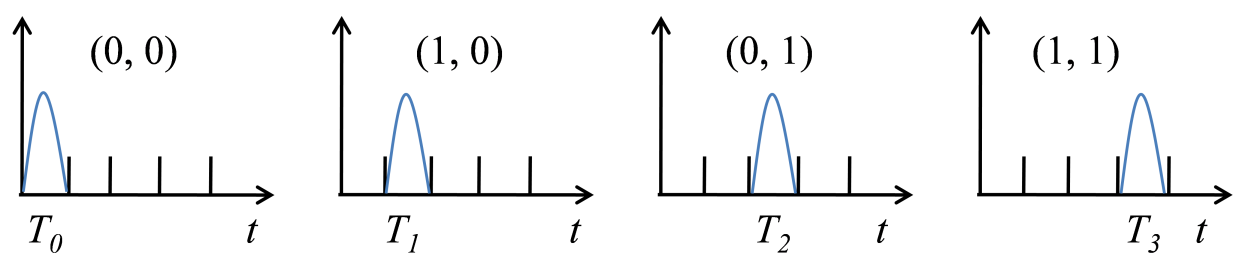 (0, 0) (1, 0) (0, 1) (1, 1)
T0 t T1 t T2 t T3 t